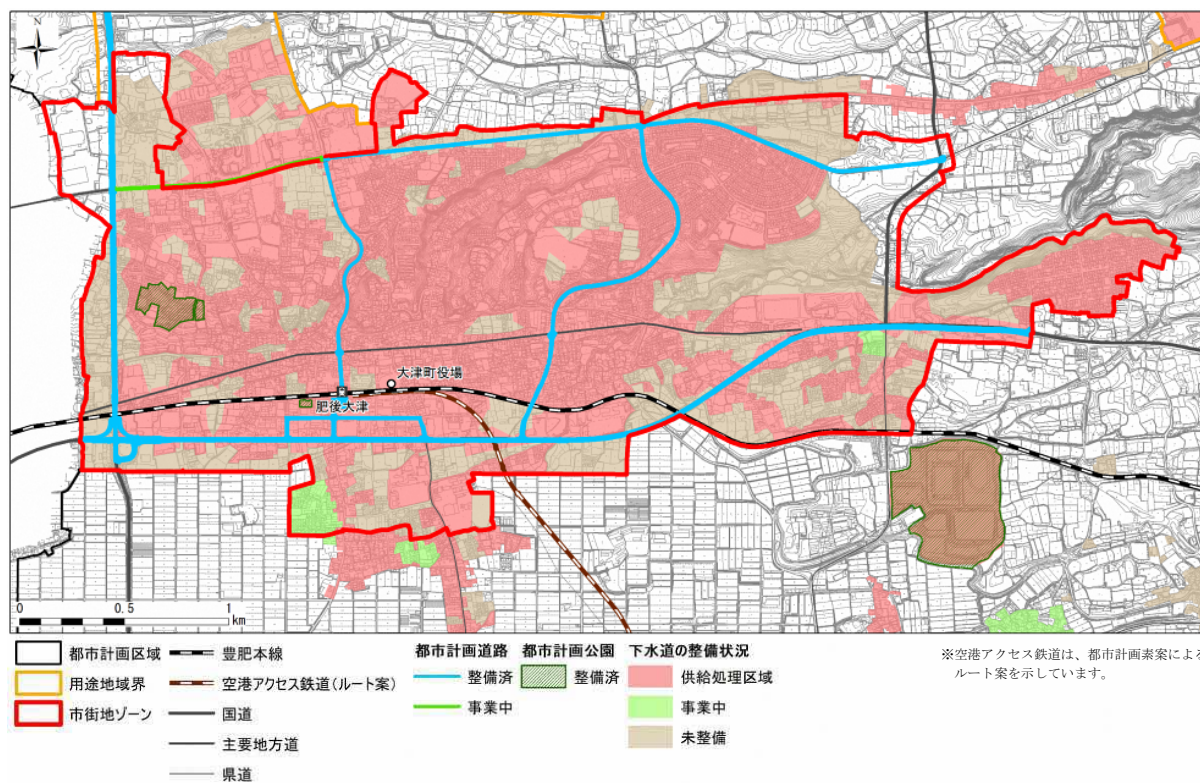 N
大津町役場
肥後大津
0 0.5 1
km
都市計画区域
用途地域界
市街地ゾーン
豊肥本線
空港アクセス鉄道(ルート案)
国道
主要地方道
県道
都市計画道路
整備済
事業中
都市計画公園
整備済
下水道の整備状況
供給処理区域
事業中
未整備
※空港アクセス鉄道は、都市計画素案による
ルート案を示しています。